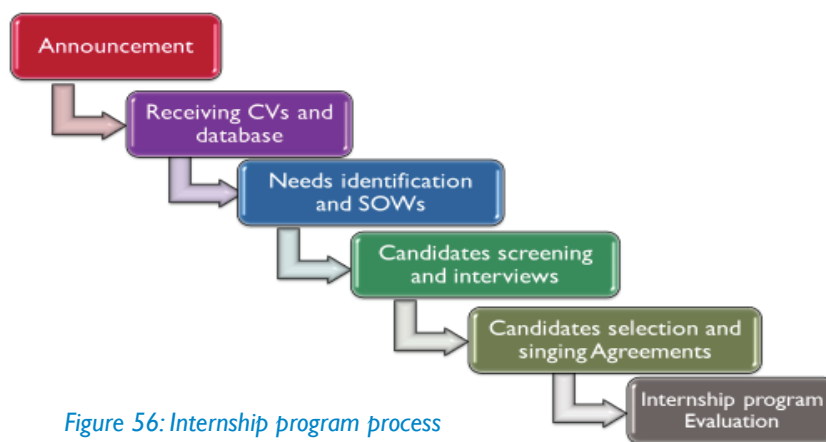 Announcement
Receiving CVs and
database
Needs identification
and SOWs
Candidates screening
and interviews
Candidates selection and
singing Agreements
Internship program
Evaluation
Figure 56: Internship program process